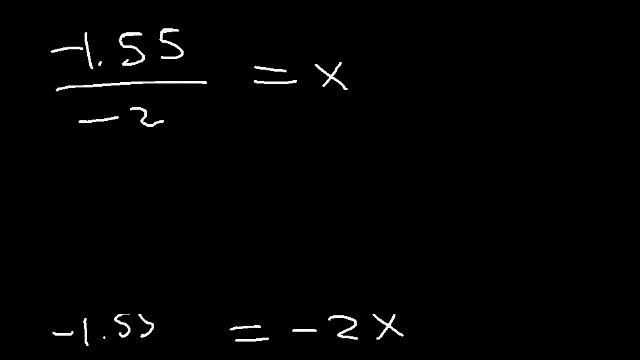 -1.55
—— = x
-2
-1.55 = -2x